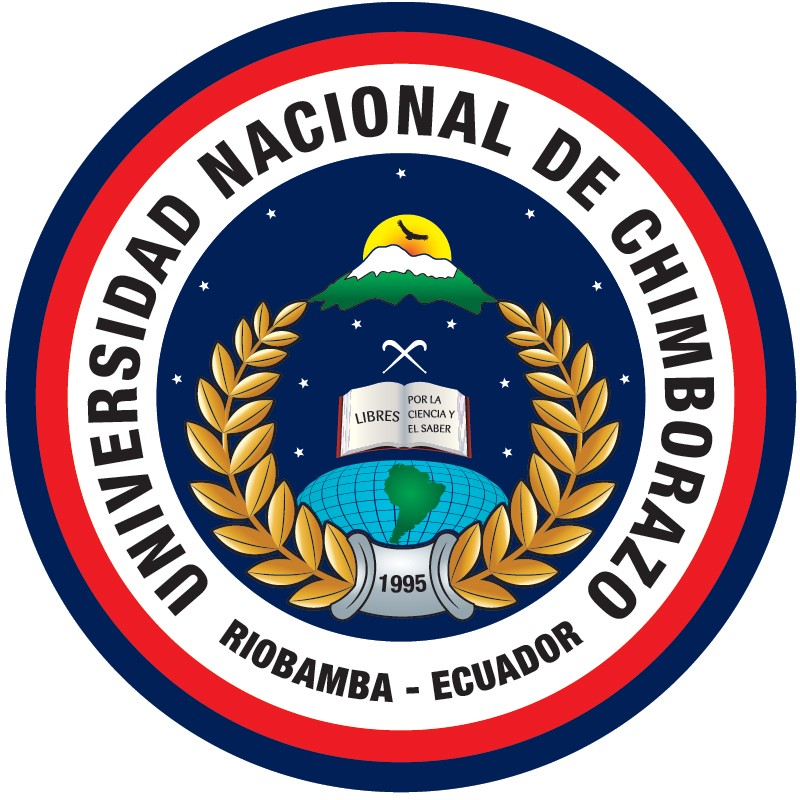 UNIVERSIDAD NACIONAL DE CHIMBORAZO
LIBRES
POR LA
CIENCIA Y
EL SABER
1995
RIOBAMBA - ECUADOR